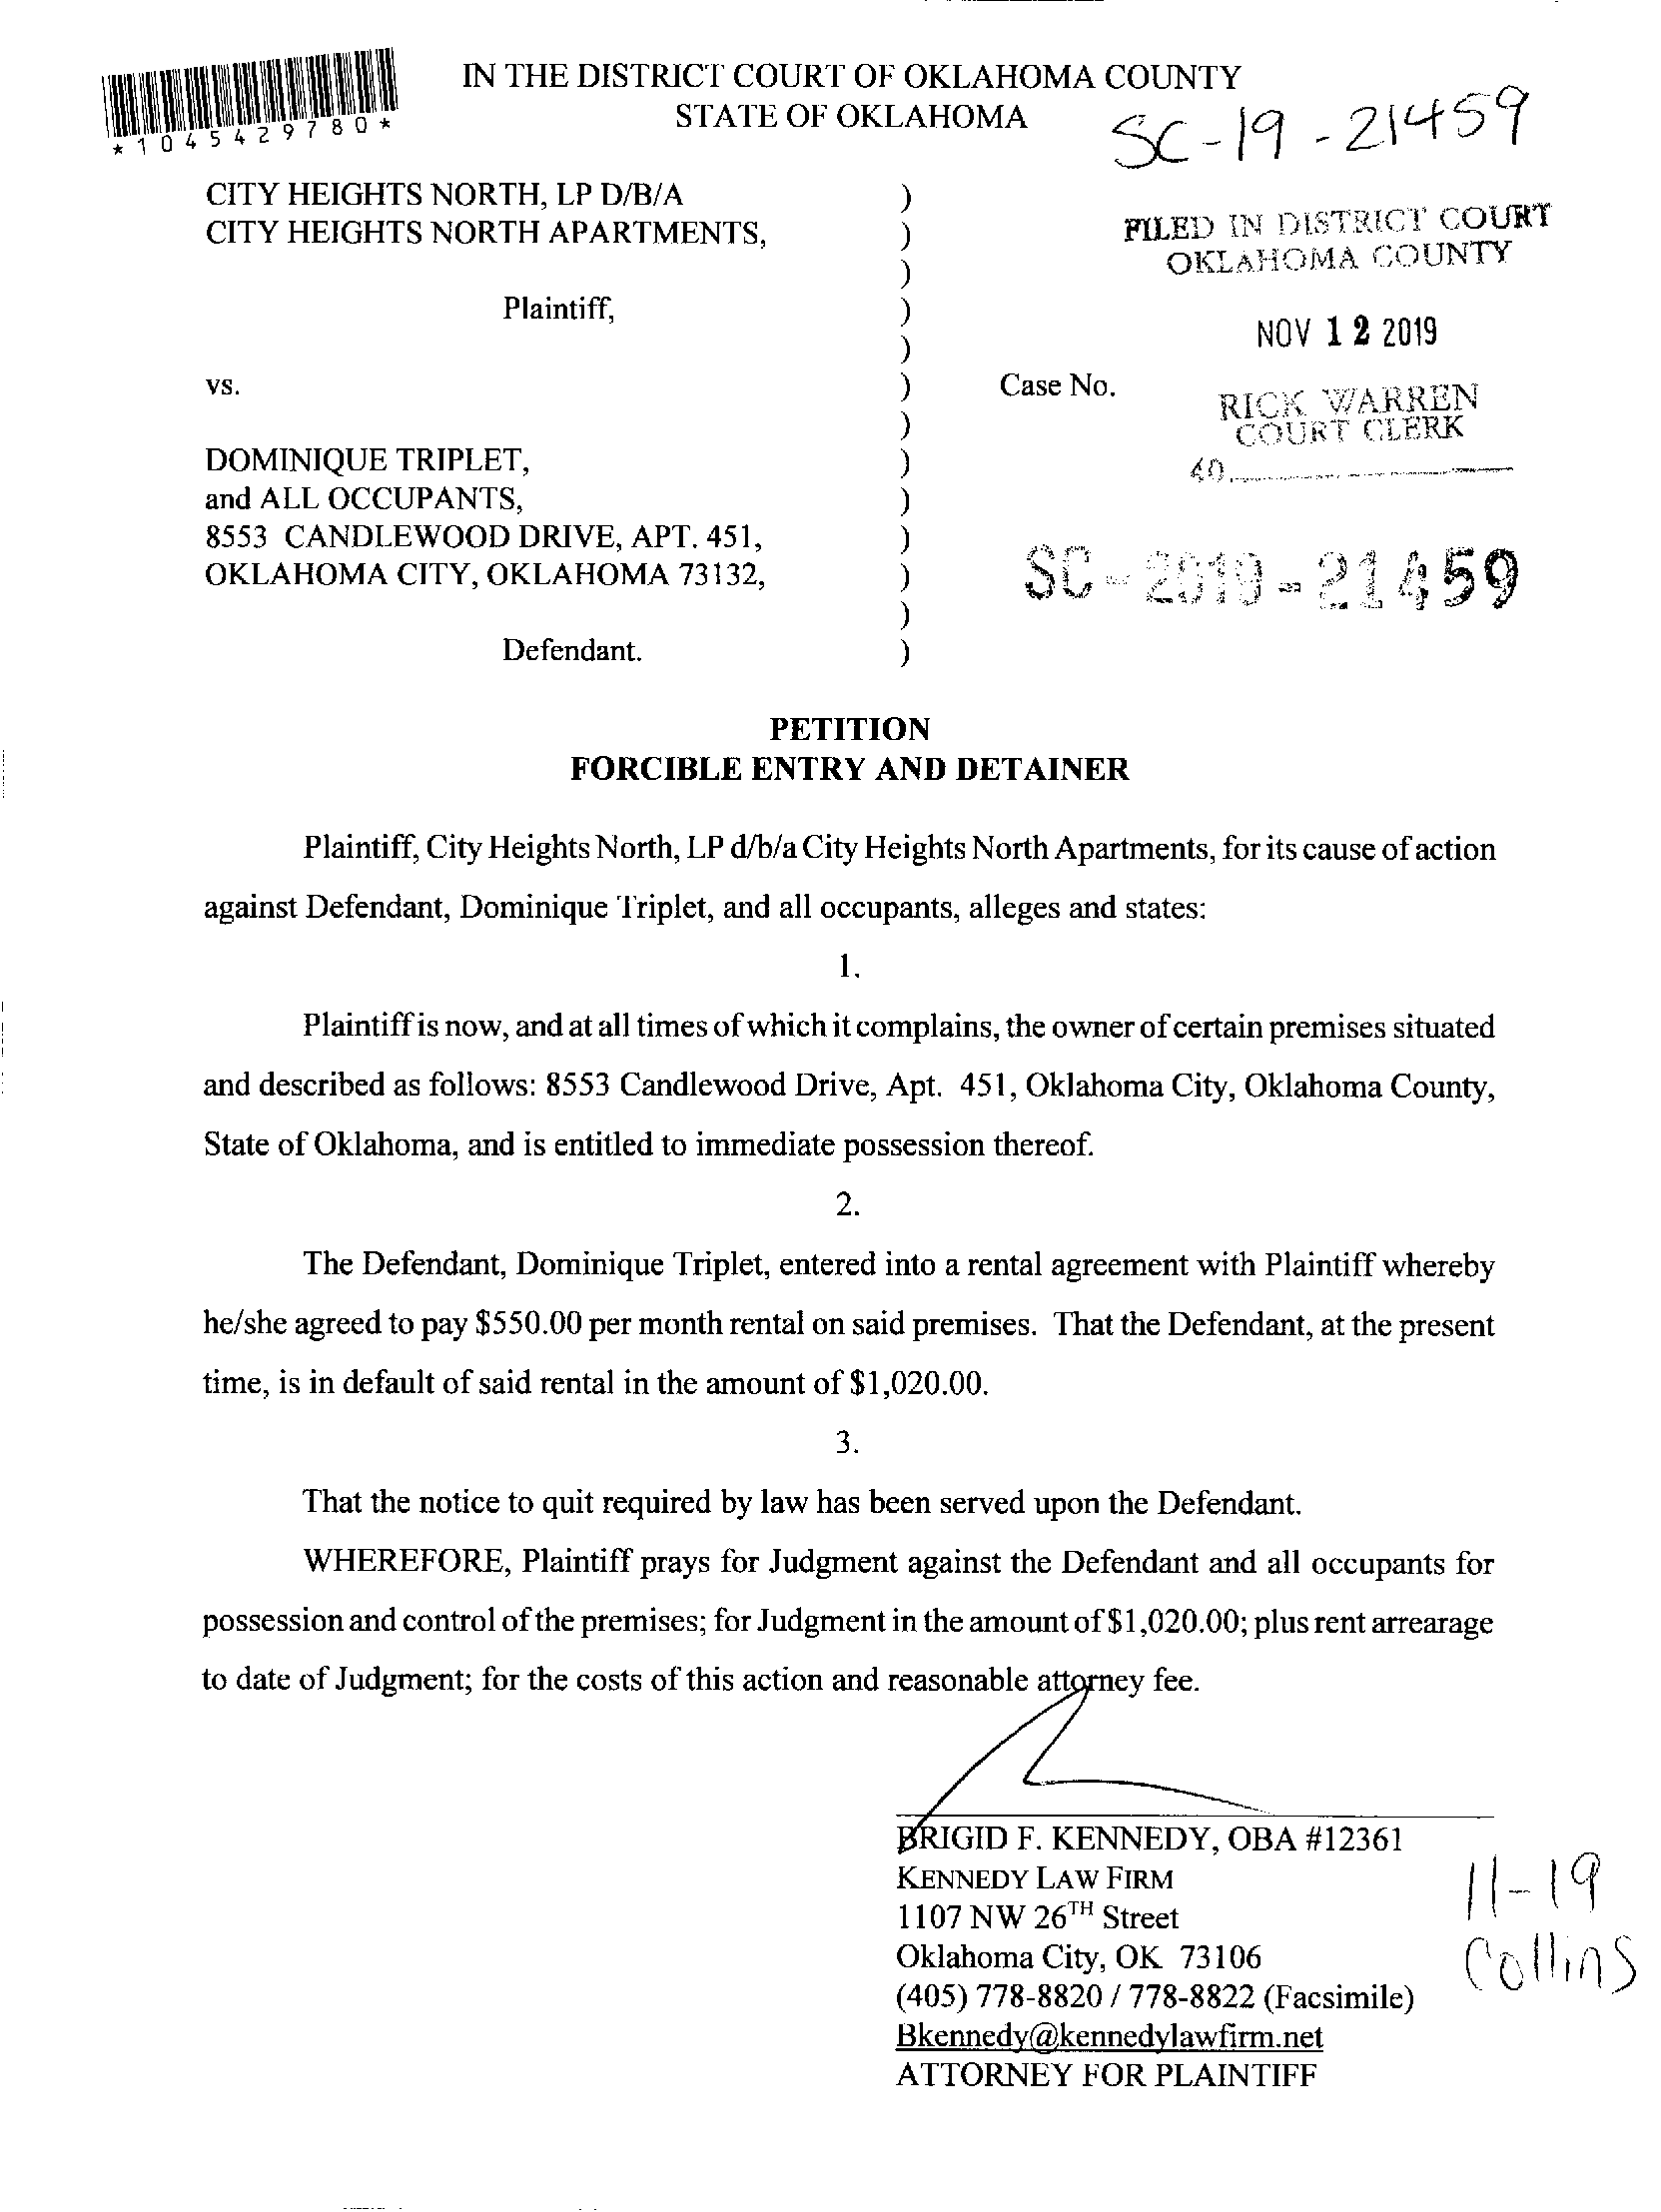 IN THE DISTRICT COURT OF OKLAHOMA COUNTY
STATE OF OKLAHOMA
*1045429780*
SC-19-21459
CITY HEIGHTS NORTH, LP D/B/A )
CITY HEIGHTS NORTH APARTMENTS, )
)
Plaintiff, )
)
vs. )
)
DOMINIQUE TRIPLET, )
and ALL OCCUPANTS, )
8553 CANDLEWOOD DRIVE, APT. 451, )
OKLAHOMA CITY, OKLAHOMA 73132, )
)
Defendant. )
FILED IN DISTRICT COURT
OKLAHOMA COUNTY
NOV 12 2019
Case No.
RICK WARREN
COURT CLERK
40
SC-2019-21459
PETITION
FORCIBLE ENTRY AND DETAINER
Plaintiff, City Heights North, LP d/b/a City Heights North Apartments, for its cause of action
against Defendant, Dominique Triplet, and all occupants, alleges and states:
1.
Plaintiff is now, and at all times of which it complains, the owner of certain premises situated
and described as follows: 8553 Candlewood Drive, Apt. 451, Oklahoma City, Oklahoma County,
State of Oklahoma, and is entitled to immediate possession thereof.
2.
The Defendant, Dominique Triplet, entered into a rental agreement with Plaintiff whereby
he/she agreed to pay $550.00 per month rental on said premises. That the Defendant, at the present
time, is in default of said rental in the amount of $1,020.00.
3.
That the notice to quit required by law has been served upon the Defendant.
WHEREFORE, Plaintiff prays for Judgment against the Defendant and all occupants for
possession and control of the premises; for Judgment in the amount of $1,020.00; plus rent arrearage
to date of Judgment; for the costs of this action and reasonable attorney fee.
BRIGID F. KENNEDY, OBA #12361
KENNEDY LAW FIRM
1107 NW 26TH Street
Oklahoma City, OK 73106
(405) 778-8820 / 778-8822 (Facsimile)
Bkennedy@kennedylawfirm.net
ATTORNEY FOR PLAINTIFF
11-19
Collins